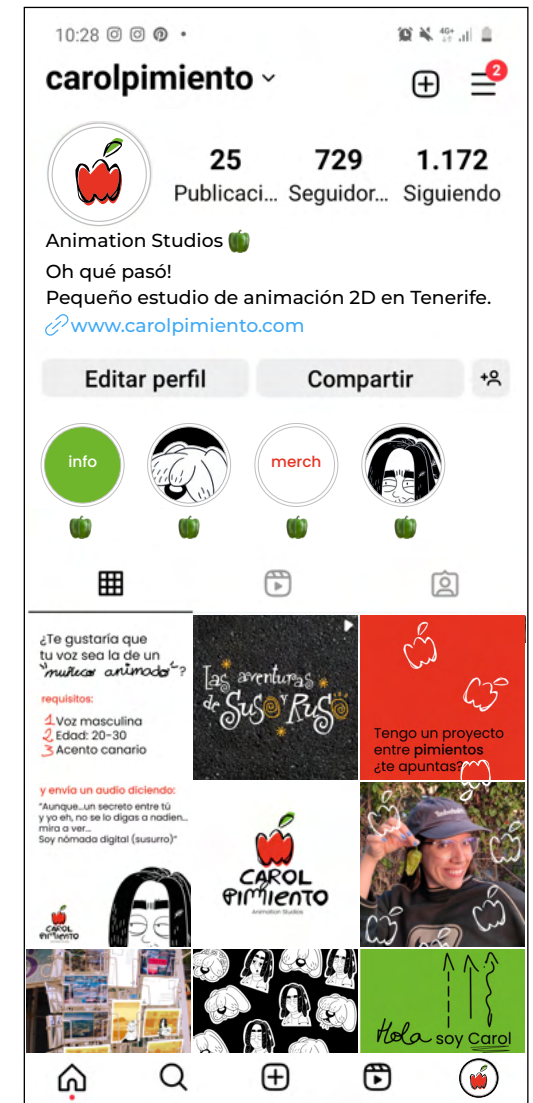 10:28
4G+
carolpimiento
2
25 729 1.172
Publicaci... Seguidor... Siguiendo
Animation Studios
Oh qué pasó!
Pequeño estudio de animación 2D en Tenerife.
www.carolpimiento.com
Editar perfil Compartir
info
merch
¿Te gustaría que
tu voz sea la de un
"muñeco animado"?
requisitos:
1 Voz masculina
2 Edad: 20-30
3 Acento canario
y envía un audio diciendo:
"Aunque...un secreto entre tú
y yo eh, no se lo digas a nadien...
mira a ver...
Soy nómada digital (susurro)"
CAROL
PIMIENTO
Las aventuras
de Suso y Ruso
Tengo un proyecto
entre pimientos
¿te apuntas?
CAROL
PIMIENTO
Animation Studios
Hola soy Carol